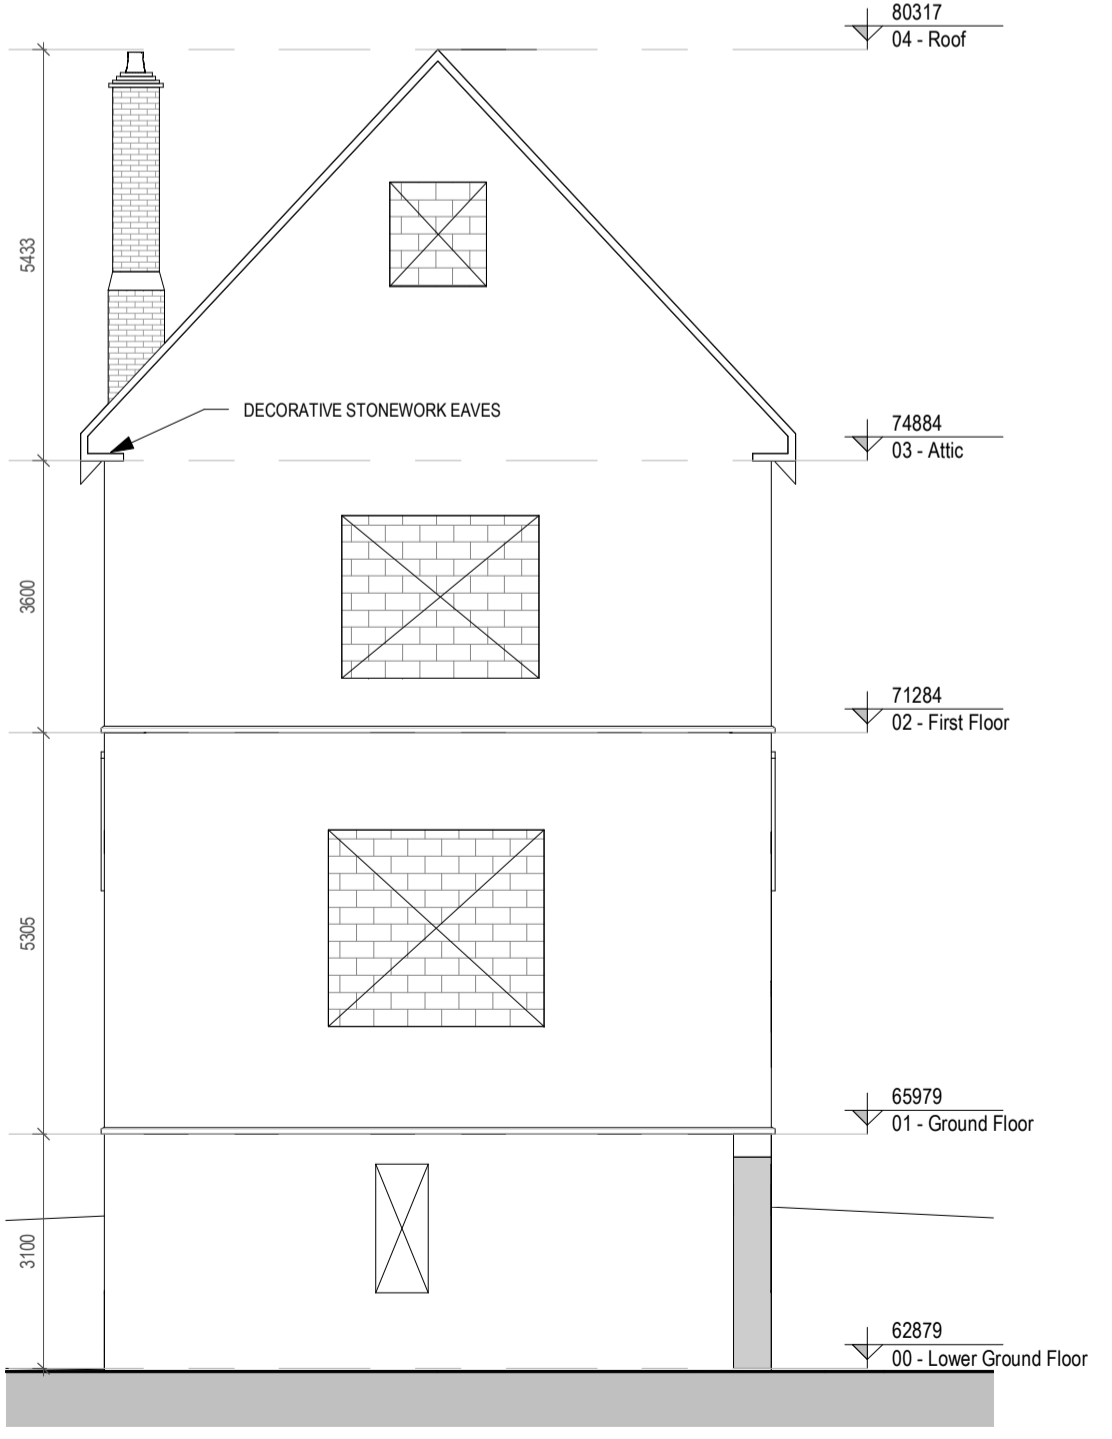 80317
04 - Roof
5433
DECORATIVE STONEWORK EAVES
74884
03 - Attic
3600
71284
02 - First Floor
5305
65979
01 - Ground Floor
3100
62879
00 - Lower Ground Floor